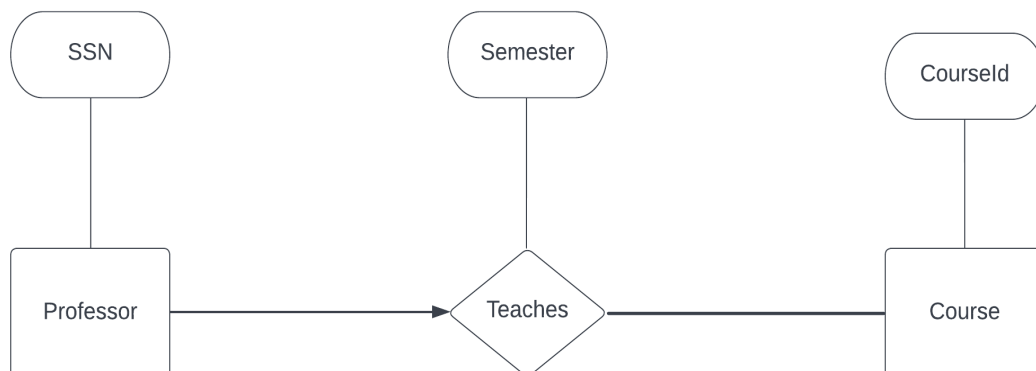 SSN
Semester
CourseId
Professor
Teaches
Course